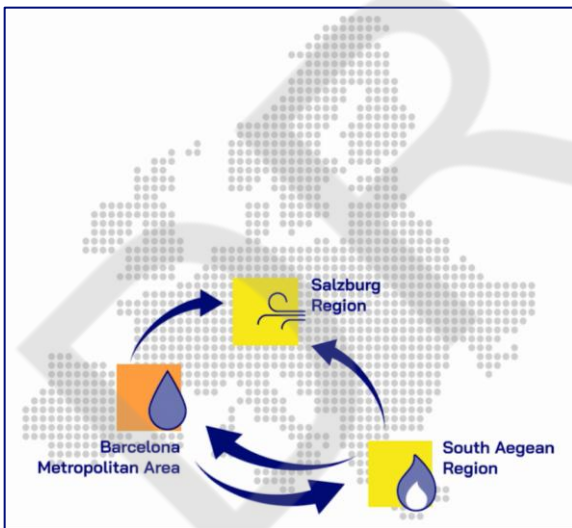 Salzburg
Region
Barcelona
Metropolitan Area
South Aegean
Region